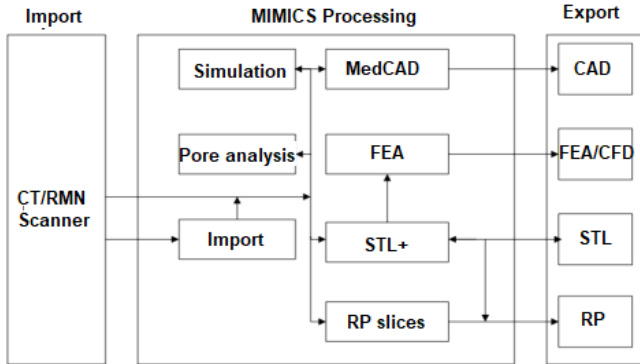 Import
MIMICS Processing
Export
Simulation
MedCAD
CAD
Pore analysis
FEA
FEA/CFD
CT/RMN
Scanner
Import
STL+
STL
RP slices
RP